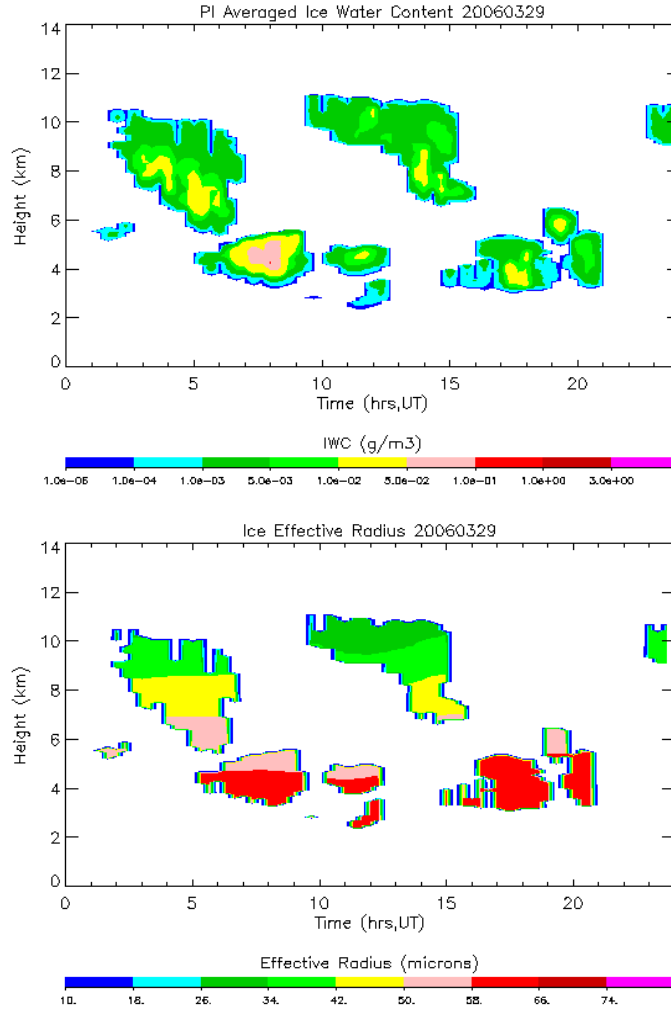 PI Averaged Ice Water Content 20060329
14
12
10
8
6
4
2
0
Height (km)
0 5 10 15 20
Time (hrs,UT)
IWC (g/m3)
1.0e-05 1.0e-04 1.0e-03 5.0e-03 1.0e-02 5.0e-02 1.0e-01 1.0e+00 3.0e+00
Ice Effective Radius 20060329
14
12
10
8
6
4
2
0
Height (km)
0 5 10 15 20
Time (hrs,UT)
Effective Radius (microns)
10. 18. 26. 34. 42. 50. 58. 66. 74.